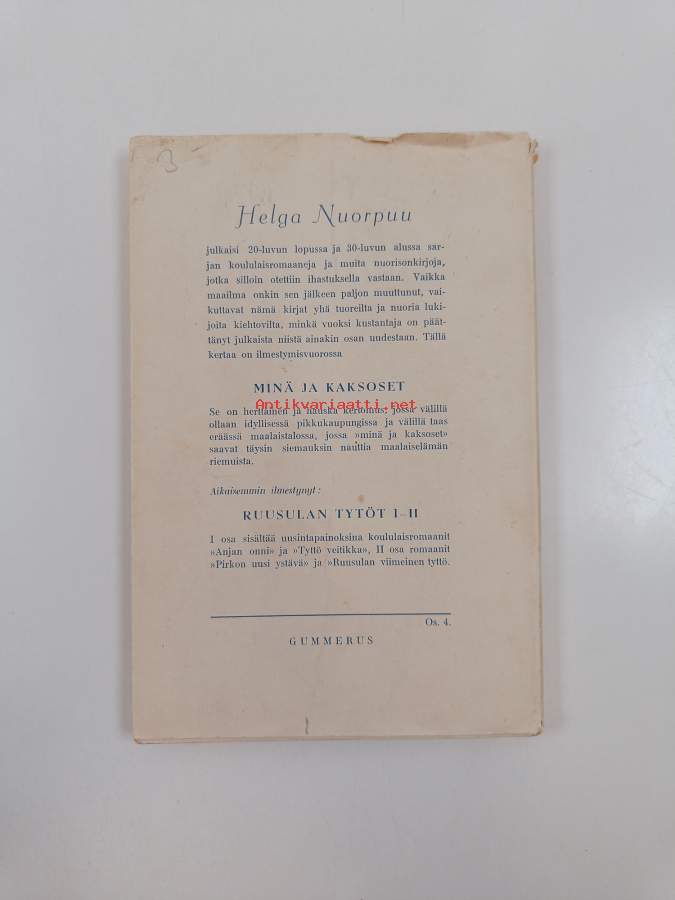 3
Helga Nuorpuu
julkaisi 20-luvun lopussa ja 30-luvun alussa sar-
jan koululaisromaaneja ja muita nuorisonkirjoja,
jotka silloin otettiin ihastuksella vastaan. Vaikka
maailma onkin sen jälkeen paljon muuttunut, vai-
kuttavat nämä kirjat yhä tuoreilta ja nuoria luki-
joita kiehtovilta, minkä vuoksi kustantaja on päät-
tänyt julkaista niistä ainakin osan uudestaan. Tällä
kertaa on ilmestymisvuorossa
MINÄ JA KAKSOSET
Antikvariaatti.net
Se on herttainen ja hauska kertomus, jossa välillä
ollaan idyllisessä pikkukaupungissa ja välillä taas
eräässä maalaistalossa, jossa »minä ja kaksoset»
saavat täysin siemauksin nauttia maalaiselämän
riemuista.
Aikaisemmin ilmestynyt:
RUUSULAN TYTÖT I—II
I osa sisältää uusintapainoksina koululaisromaanit
»Anjan onni» ja »Tyttö veitikka», II osa romaanit
»Pirkon uusi ystävä» ja »Ruusulan viimeinen tyttö.
Os. 4.
GUMMERUS